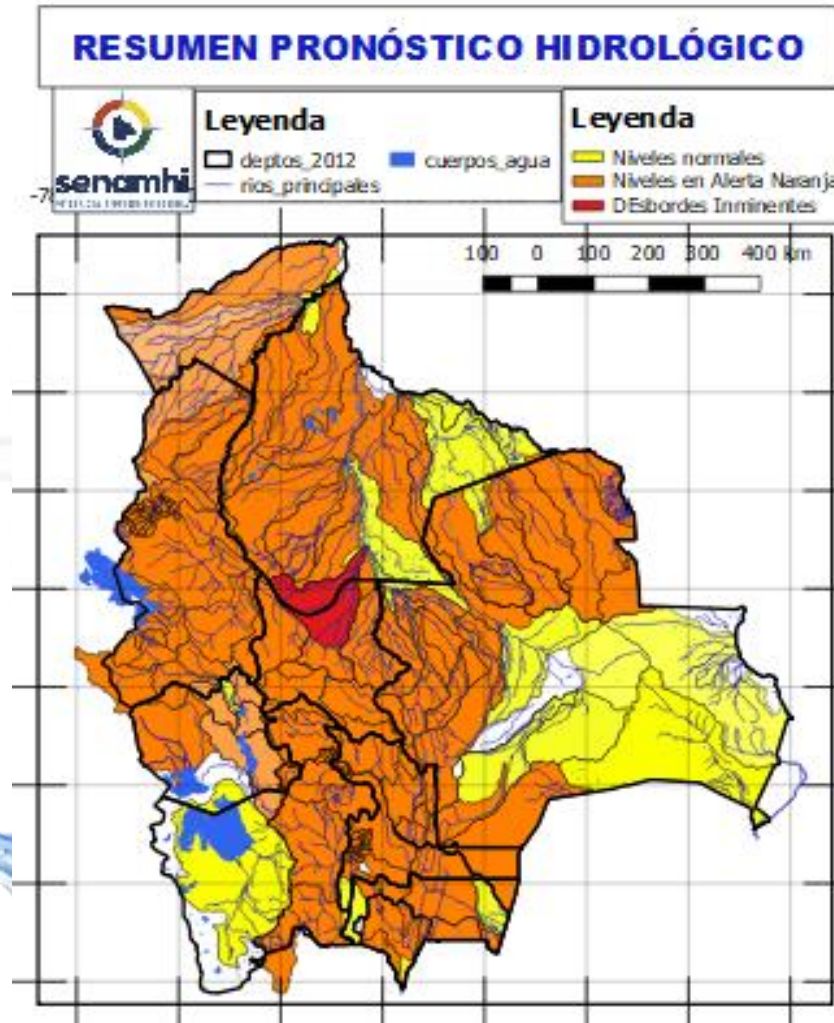 RESUMEN PRONÓSTICO HIDROLÓGICO
senamhi
Leyenda
deptos_2012
cuerpos_agua
rios_principales
Leyenda
Niveles normales
Niveles en Alerta Naranja
DEsbordes Inminentes
100 0 100 200 300 400 km